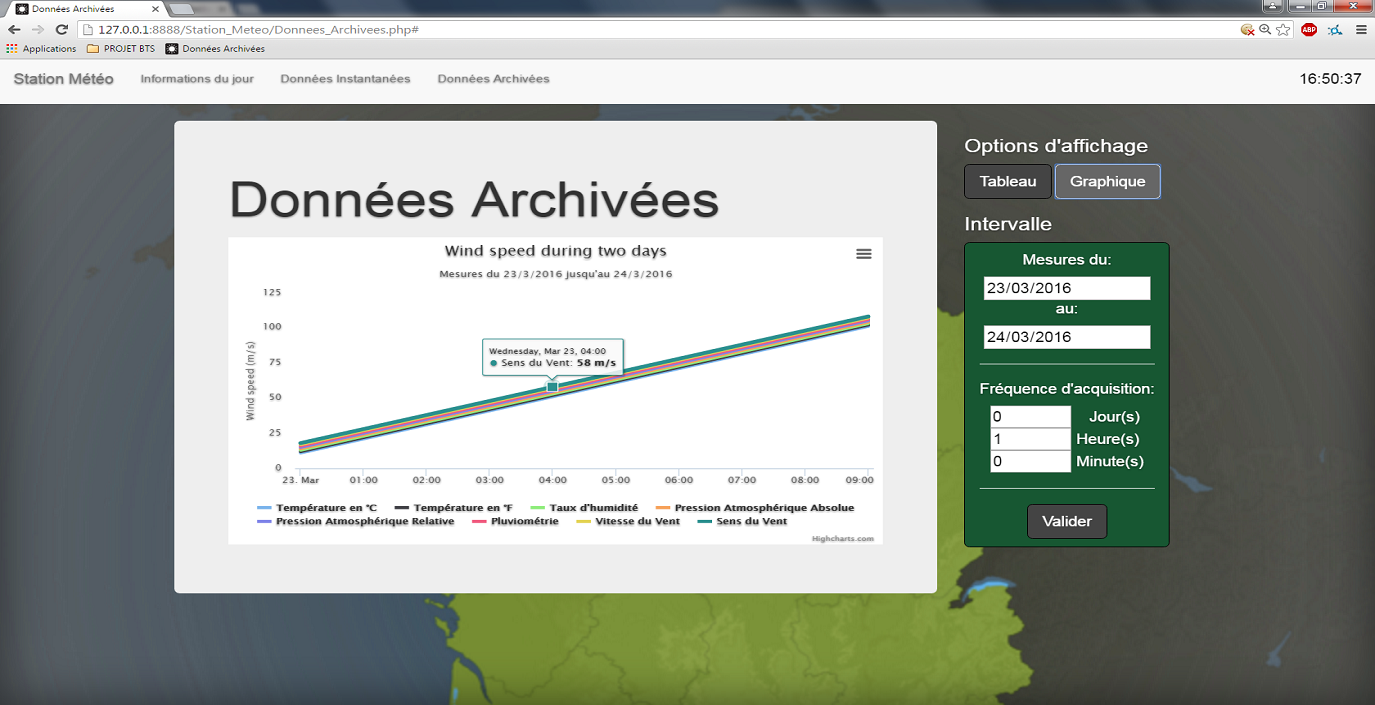 Données Archivées
127.0.0.1:8888/Station_Meteo/Donnees_Archivees.php#
ABP
Applications PROJET BTS Données Archivées
Station Météo Informations du jour Données Instantanées Données Archivées 16:50:37
Données Archivées
Wind speed during two days
Mesures du 23/3/2016 jusqu'au 24/3/2016
Wind speed (m/s)
125
100
75
50
25
0
Wednesday, Mar 23, 04:00
Sens du Vent: 58 m/s
23. Mar 01:00 02:00 03:00 04:00 05:00 06:00 07:00 08:00 09:00
Température en °C Température en °F Taux d'humidité Pression Atmosphérique Absolue
Pression Atmosphérique Relative Pluviométrie Vitesse du Vent Sens du Vent
Highcharts.com
Options d'affichage
Tableau Graphique
Intervalle
Mesures du:
23/03/2016
au:
24/03/2016
Fréquence d'acquisition:
0 Jour(s)
1 Heure(s)
0 Minute(s)
Valider